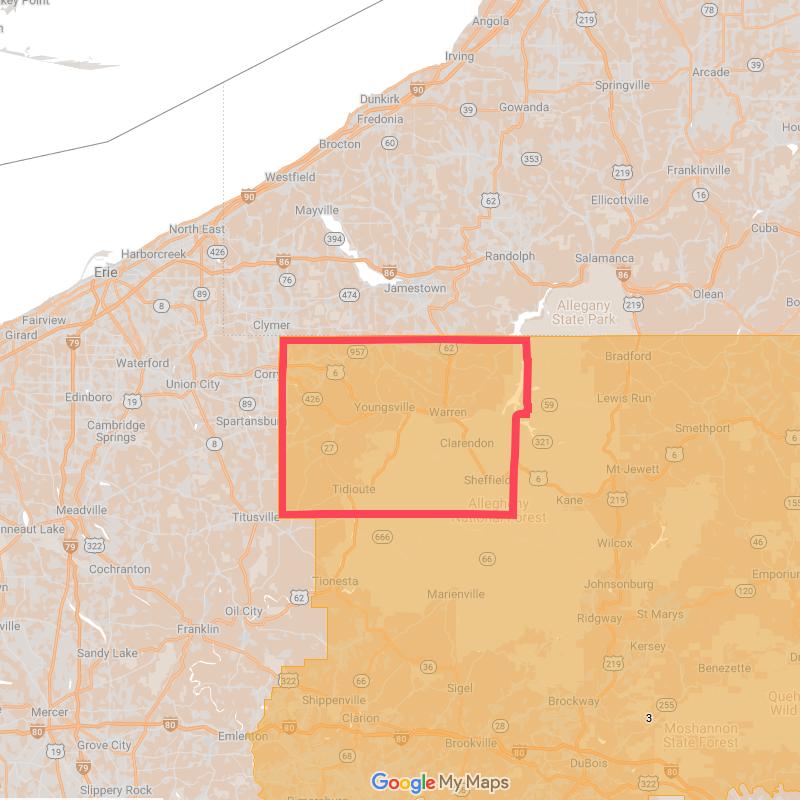 key Point
Angola
219
78
Irving
Arcade
39
90
Springville
Dunkirk
39
Gowanda
Fredonia
Brocton
60
353
Franklinville
Westfield
219
16
90
62
Ellicottville
Mayville
Cuba
North East
394
Randolph
Salamanca
426
Harborcreek
86
86
86
Erie
76
Jamestown
89
474
Olean
8
Allegany
State Park
219
Fairview
Clymer
Girard
79
957
62
Bradford
Waterford
Corry
6
Union City
Lewis Run
Edinboro
19
89
426
Youngsville
Warren
59
Cambridge
Springs
Spartansburg
Smethport
8
27
Clarendon
321
6
6
Mt Jewett
Sheffield
6
Meadville
Tidioute
Kane
219
Allegheny
National Forest
155
Titusville
79
322
666
Wilcox
46
66
Cochranton
Tionesta
Johnsonburg
Emporium
62
Marienville
120
Oil City
St Marys
Franklin
Ridgway
Kersey
Sandy Lake
219
36
Benezette
322
66
Sigel
Shippenville
Brockway
255
Mercer
80
Clarion
3
80
Emlenton
28
Moshannon
State Forest
19
Grove City
80
Brookville
68
DuBois
80
322
Slippery Rock
Google My Maps